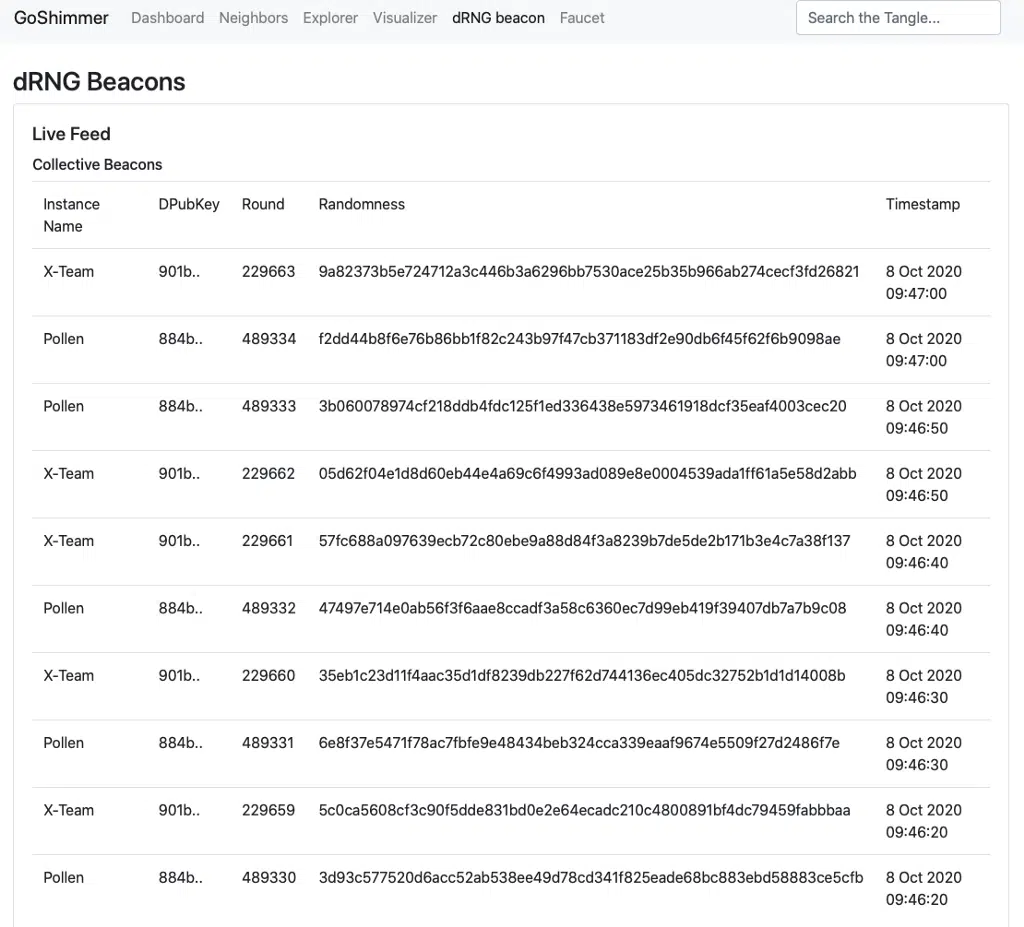 GoShimmer Dashboard Neighbors Explorer Visualizer dRNG beacon Faucet Search the Tangle...
dRNG Beacons
Live Feed
Collective Beacons
Instance Name DPubKey Round Randomness Timestamp
X-Team 901b.. 229663 9a82373b5e724712a3c446b3a6296bb7530ace25b35b966ab274cecf3fd26821 8 Oct 2020 09:47:00
Pollen 884b.. 489334 f2dd44b8f6e76b86bb1f82c243b97f47cb371183df2e90db6f45f62f6b9098ae 8 Oct 2020 09:47:00
Pollen 884b.. 489333 3b060078974cf218ddb4fdc125f1ed336438e5973461918dcf35eaf4003cec20 8 Oct 2020 09:46:50
X-Team 901b.. 229662 05d62f04e1d8d60eb44e4a69c6f4993ad089e8e0004539ada1ff61a5e58d2abb 8 Oct 2020 09:46:50
X-Team 901b.. 229661 57fc688a097639ecb72c80ebe9a88d84f3a8239b7de5de2b171b3e4c7a38f137 8 Oct 2020 09:46:40
Pollen 884b.. 489332 47497e714e0ab56f3f6aae8ccadf3a58c6360ec7d99eb419f39407db7a7b9c08 8 Oct 2020 09:46:40
X-Team 901b.. 229660 35eb1c23d11f4aac35d1df8239db227f62d744136ec405dc32752b1d1d14008b 8 Oct 2020 09:46:30
Pollen 884b.. 489331 6e8f37e5471f78ac7fbfe9e48434beb324cca339eaaf9674e5509f27d2486f7e 8 Oct 2020 09:46:30
X-Team 901b.. 229659 5c0ca5608cf3c90f5dde831bd0e2e64ecadc210c4800891bf4dc79459fabbbaa 8 Oct 2020 09:46:20
Pollen 884b.. 489330 3d93c577520d6acc52ab538ee49d78cd341f825eade68bc883ebd58883ce5cfb 8 Oct 2020 09:46:20